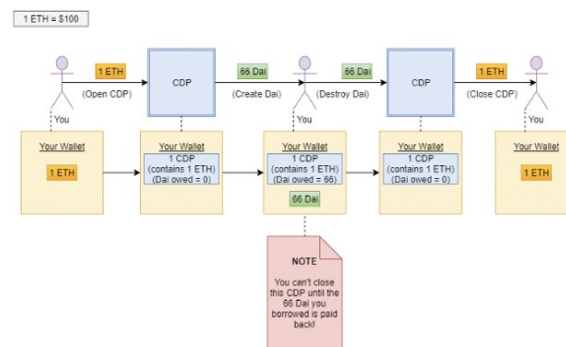 1 ETH = $100
1 ETH
66 Dai
66 Dai
1 ETH
CDP
CDP
(Open CDP)
(Create Dai)
(Destroy Dai)
(Close CDP)
You
You
You
Your Wallet
1 ETH
Your Wallet
1 CDP
(contains 1 ETH)
(Dai owed = 0)
Your Wallet
1 CDP
(contains 1 ETH)
(Dai owed = 66)
66 Dai
Your Wallet
1 CDP
(contains 1 ETH)
(Dai owed = 0)
Your Wallet
1 ETH
NOTE
You can't close
this CDP until the
66 Dai you
borrowed is paid
back!